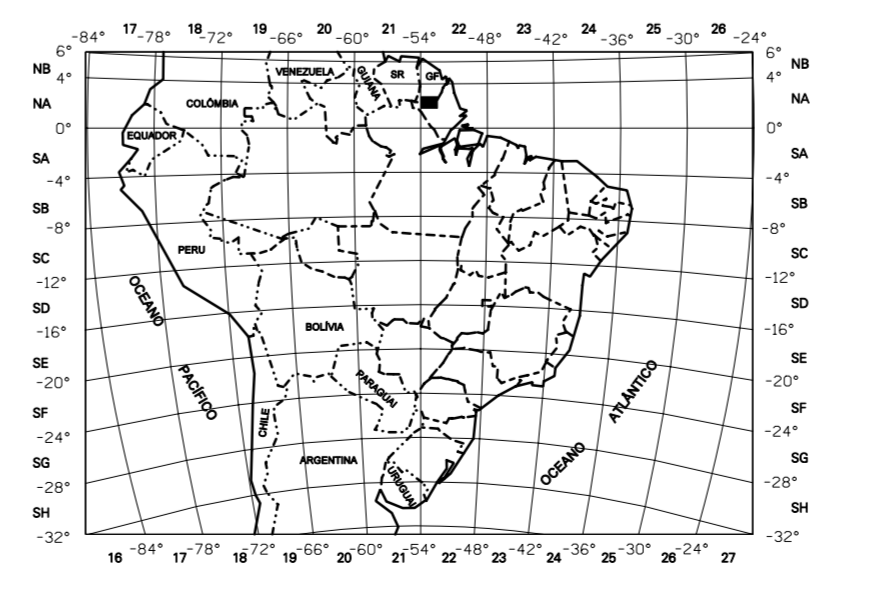 17 18 19 20 21 22 23 24 25 26
-84° -78° -72° -66° -60° -54° -48° -42° -36° -30° -24°
6° 6°
NB VENEZUELA GUIANA SR GF NB
4° 4°
NA COLÔMBIA NA
0° EQUADOR 0°
SA SA
-4° -4°
SB SB
-8° -8°
SC PERU SC
-12° -12°
OCEANO
SD SD
-16° BOLÍVIA -16°
SE SE
-20° PACÍFICO PARAGUAI ATLÂNTICO -20°
SF CHILE SF
-24° -24°
SG ARGENTINA OCEANO SG
-28° URUGUAI -28°
SH SH
-32° -32°
-84° -78° -72° -66° -60° -54° -48° -42° -36° -30° -24°
16 17 18 19 20 21 22 23 24 25 26 27